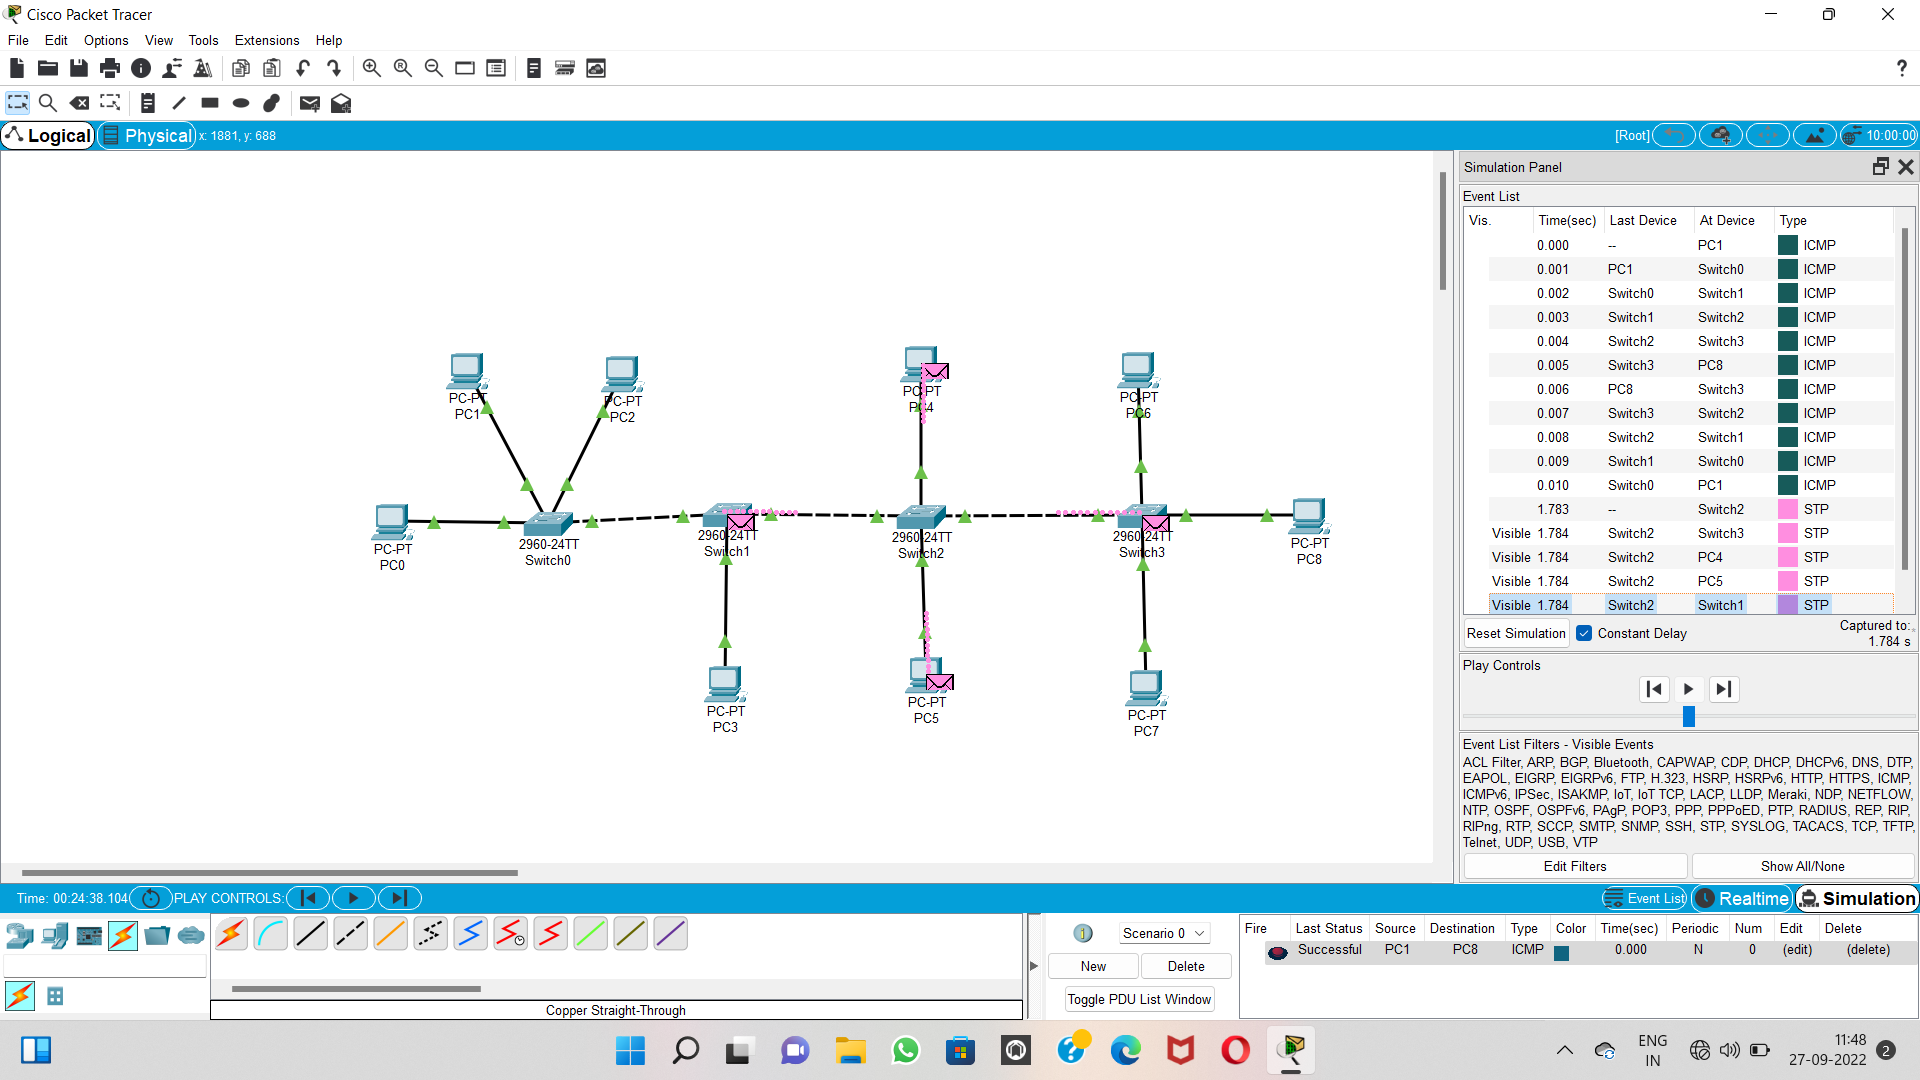 Cisco Packet Tracer
File Edit Options View Tools Extensions Help
Logical Physical x: 1881, y: 688 [Root] 10:00:00
PC-PT
PC1
PC-PT
PC2
PC-PT
PC4
PC-PT
PC6
PC-PT
PC0
2960-24TT
Switch0
2960-24TT
Switch1
2960-24TT
Switch2
2960-24TT
Switch3
PC-PT
PC8
PC-PT
PC3
PC-PT
PC5
PC-PT
PC7
Simulation Panel
Event List
Vis. Time(sec) Last Device At Device Type
0.000 -- PC1 ICMP
0.001 PC1 Switch0 ICMP
0.002 Switch0 Switch1 ICMP
0.003 Switch1 Switch2 ICMP
0.004 Switch2 Switch3 ICMP
0.005 Switch3 PC8 ICMP
0.006 PC8 Switch3 ICMP
0.007 Switch3 Switch2 ICMP
0.008 Switch2 Switch1 ICMP
0.009 Switch1 Switch0 ICMP
0.010 Switch0 PC1 ICMP
1.783 -- Switch2 STP
Visible 1.784 Switch2 Switch3 STP
Visible 1.784 Switch2 PC4 STP
Visible 1.784 Switch2 PC5 STP
Visible 1.784 Switch2 Switch1 STP
Reset Simulation Constant Delay Captured to:
1.784 s
Play Controls
Event List Filters - Visible Events
ACL Filter, ARP, BGP, Bluetooth, CAPWAP, CDP, DHCP, DHCPv6, DNS, DTP,
EAPOL, EIGRP, EIGRPv6, FTP, H.323, HSRP, HSRPv6, HTTP, HTTPS, ICMP,
ICMPv6, IPSec, ISAKMP, IoT, IoT TCP, LACP, LLDP, Meraki, NDP, NETFLOW,
NTP, OSPF, OSPFv6, PAgP, POP3, PPP, PPPoED, PTP, RADIUS, REP, RIP,
RIPng, RTP, SCCP, SMTP, SNMP, SSH, STP, SYSLOG, TACACS, TCP, TFTP,
Telnet, UDP, USB, VTP
Edit Filters Show All/None
Time: 00:24:38.104 PLAY CONTROLS: Event List Realtime Simulation
Scenario 0
New Delete
Toggle PDU List Window
Fire Last Status Source Destination Type Color Time(sec) Periodic Num Edit Delete
Successful PC1 PC8 ICMP 0.000 N 0 (edit) (delete)
Copper Straight-Through
ENG
IN
11:48
27-09-2022
2